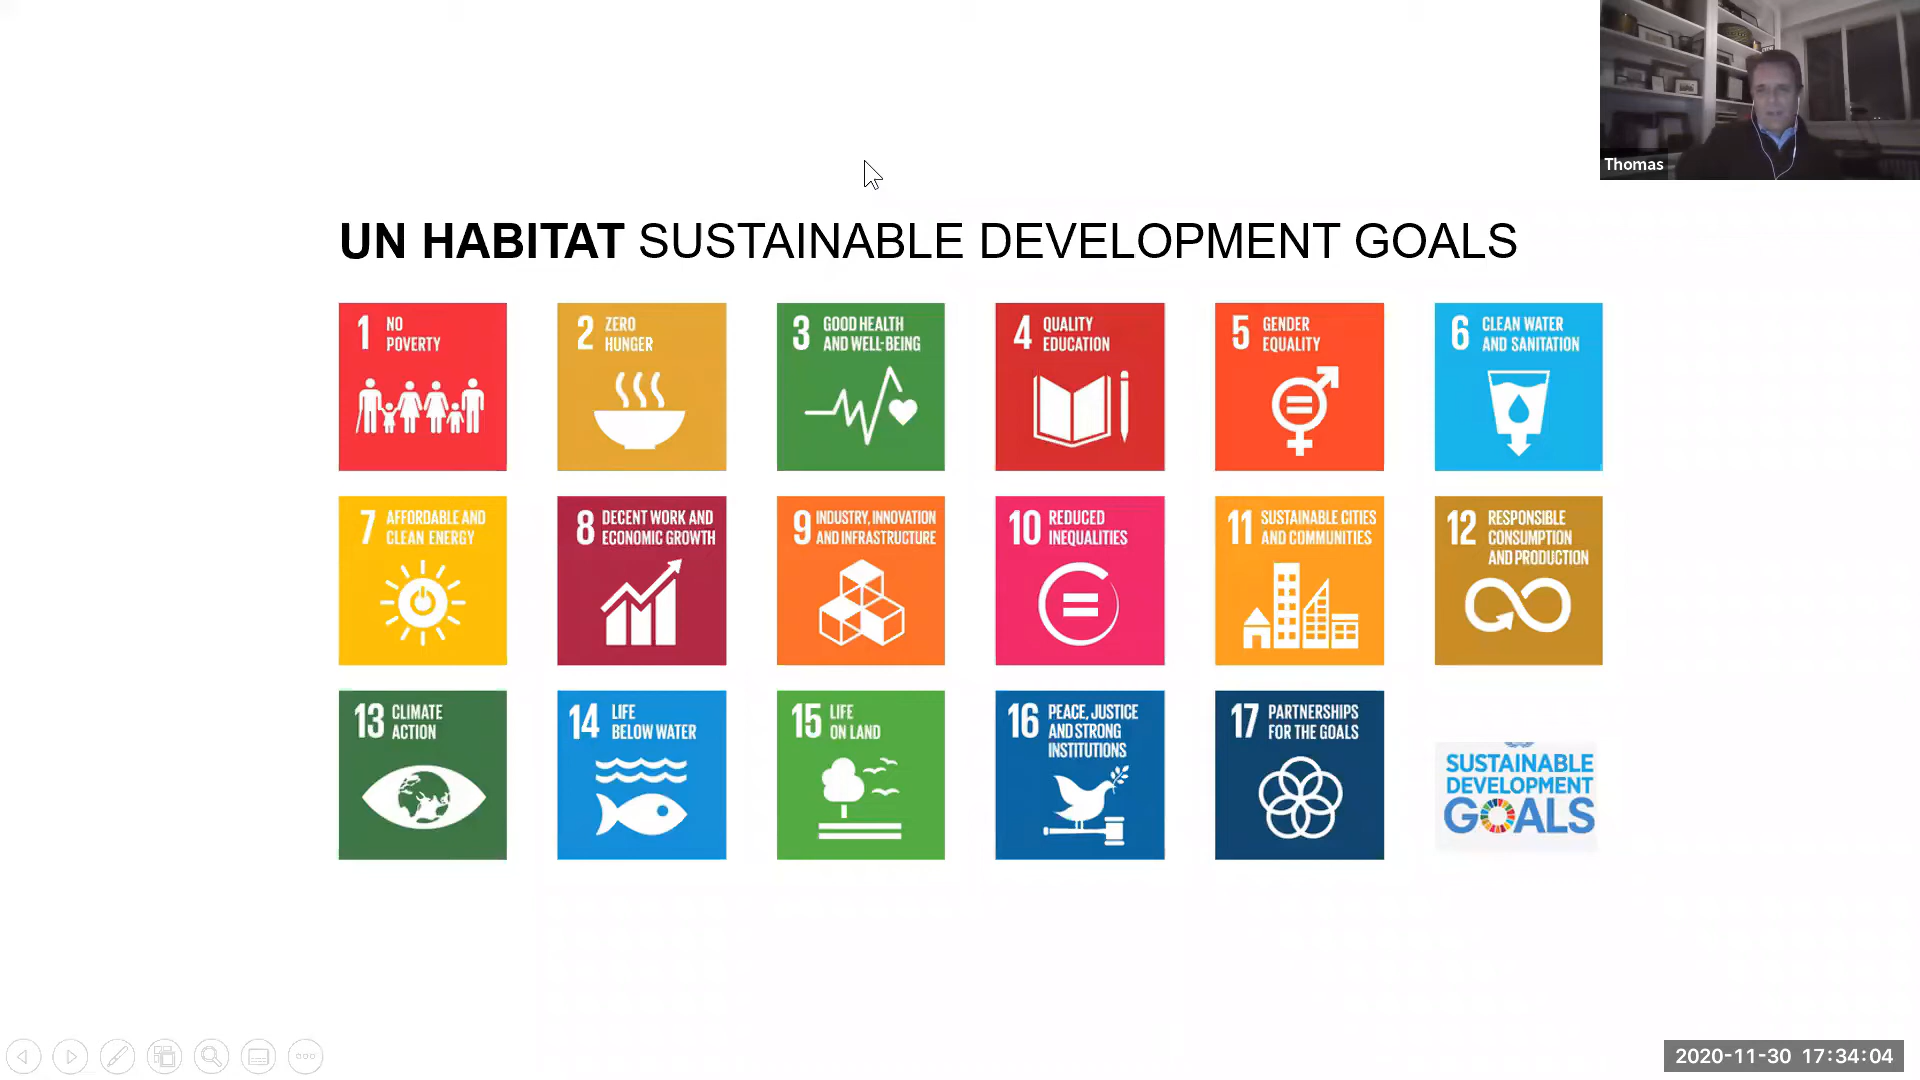 Thomas
UN HABITAT SUSTAINABLE DEVELOPMENT GOALS
1 NO
POVERTY
2 ZERO
HUNGER
3 GOOD HEALTH
AND WELL-BEING
4 QUALITY
EDUCATION
5 GENDER
EQUALITY
6 CLEAN WATER
AND SANITATION
7 AFFORDABLE AND
CLEAN ENERGY
8 DECENT WORK AND
ECONOMIC GROWTH
9 INDUSTRY, INNOVATION
AND INFRASTRUCTURE
10 REDUCED
INEQUALITIES
11 SUSTAINABLE CITIES
AND COMMUNITIES
12 RESPONSIBLE
CONSUMPTION
AND PRODUCTION
13 CLIMATE
ACTION
14 LIFE
BELOW WATER
15 LIFE
ON LAND
16 PEACE, JUSTICE
AND STRONG
INSTITUTIONS
17 PARTNERSHIPS
FOR THE GOALS
SUSTAINABLE
DEVELOPMENT
GOALS
2020-11-30 17:34:04